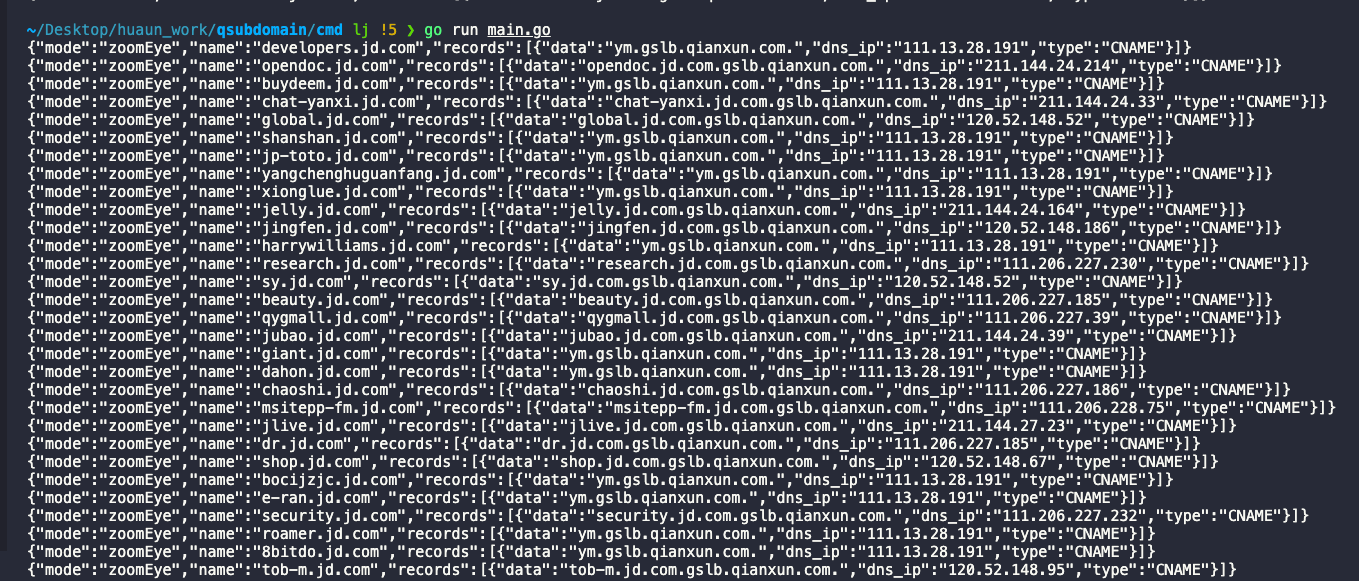 ~/Desktop/huaun_work/qsubdomain/cmd lj !5 ❯ go run main.go
{"mode":"zoomEye","name":"developers.jd.com","records":[{"data":"ym.gslb.qianxun.com.","dns_ip":"111.13.28.191","type":"CNAME"}]}
{"mode":"zoomEye","name":"opendoc.jd.com","records":[{"data":"opendoc.jd.com.gslb.qianxun.com.","dns_ip":"211.144.24.214","type":"CNAME"}]}
{"mode":"zoomEye","name":"buydeem.jd.com","records":[{"data":"ym.gslb.qianxun.com.","dns_ip":"111.13.28.191","type":"CNAME"}]}
{"mode":"zoomEye","name":"chat-yanxi.jd.com","records":[{"data":"chat-yanxi.jd.com.gslb.qianxun.com.","dns_ip":"211.144.24.33","type":"CNAME"}]}
{"mode":"zoomEye","name":"global.jd.com","records":[{"data":"global.jd.com.gslb.qianxun.com.","dns_ip":"120.52.148.52","type":"CNAME"}]}
{"mode":"zoomEye","name":"shanshan.jd.com","records":[{"data":"ym.gslb.qianxun.com.","dns_ip":"111.13.28.191","type":"CNAME"}]}
{"mode":"zoomEye","name":"jp-toto.jd.com","records":[{"data":"ym.gslb.qianxun.com.","dns_ip":"111.13.28.191","type":"CNAME"}]}
{"mode":"zoomEye","name":"yangchenghuguanfang.jd.com","records":[{"data":"ym.gslb.qianxun.com.","dns_ip":"111.13.28.191","type":"CNAME"}]}
{"mode":"zoomEye","name":"xionglue.jd.com","records":[{"data":"ym.gslb.qianxun.com.","dns_ip":"111.13.28.191","type":"CNAME"}]}
{"mode":"zoomEye","name":"jelly.jd.com","records":[{"data":"jelly.jd.com.gslb.qianxun.com.","dns_ip":"211.144.24.164","type":"CNAME"}]}
{"mode":"zoomEye","name":"jingfen.jd.com","records":[{"data":"jingfen.jd.com.gslb.qianxun.com.","dns_ip":"120.52.148.186","type":"CNAME"}]}
{"mode":"zoomEye","name":"harrywilliams.jd.com","records":[{"data":"ym.gslb.qianxun.com.","dns_ip":"111.13.28.191","type":"CNAME"}]}
{"mode":"zoomEye","name":"research.jd.com","records":[{"data":"research.jd.com.gslb.qianxun.com.","dns_ip":"111.206.227.230","type":"CNAME"}]}
{"mode":"zoomEye","name":"sy.jd.com","records":[{"data":"sy.jd.com.gslb.qianxun.com.","dns_ip":"120.52.148.52","type":"CNAME"}]}
{"mode":"zoomEye","name":"beauty.jd.com","records":[{"data":"beauty.jd.com.gslb.qianxun.com.","dns_ip":"111.206.227.185","type":"CNAME"}]}
{"mode":"zoomEye","name":"qygmall.jd.com","records":[{"data":"qygmall.jd.com.gslb.qianxun.com.","dns_ip":"111.206.227.39","type":"CNAME"}]}
{"mode":"zoomEye","name":"jubao.jd.com","records":[{"data":"jubao.jd.com.gslb.qianxun.com.","dns_ip":"211.144.24.39","type":"CNAME"}]}
{"mode":"zoomEye","name":"giant.jd.com","records":[{"data":"ym.gslb.qianxun.com.","dns_ip":"111.13.28.191","type":"CNAME"}]}
{"mode":"zoomEye","name":"dahon.jd.com","records":[{"data":"ym.gslb.qianxun.com.","dns_ip":"111.13.28.191","type":"CNAME"}]}
{"mode":"zoomEye","name":"chaoshi.jd.com","records":[{"data":"chaoshi.jd.com.gslb.qianxun.com.","dns_ip":"111.206.227.186","type":"CNAME"}]}
{"mode":"zoomEye","name":"msitepp-fm.jd.com","records":[{"data":"msitepp-fm.jd.com.gslb.qianxun.com.","dns_ip":"111.206.228.75","type":"CNAME"}]}
{"mode":"zoomEye","name":"jlive.jd.com","records":[{"data":"jlive.jd.com.gslb.qianxun.com.","dns_ip":"211.144.27.23","type":"CNAME"}]}
{"mode":"zoomEye","name":"dr.jd.com","records":[{"data":"dr.jd.com.gslb.qianxun.com.","dns_ip":"111.206.227.185","type":"CNAME"}]}
{"mode":"zoomEye","name":"shop.jd.com","records":[{"data":"shop.jd.com.gslb.qianxun.com.","dns_ip":"120.52.148.67","type":"CNAME"}]}
{"mode":"zoomEye","name":"bocijzjc.jd.com","records":[{"data":"ym.gslb.qianxun.com.","dns_ip":"111.13.28.191","type":"CNAME"}]}
{"mode":"zoomEye","name":"e-ran.jd.com","records":[{"data":"ym.gslb.qianxun.com.","dns_ip":"111.13.28.191","type":"CNAME"}]}
{"mode":"zoomEye","name":"security.jd.com","records":[{"data":"security.jd.com.gslb.qianxun.com.","dns_ip":"111.206.227.232","type":"CNAME"}]}
{"mode":"zoomEye","name":"roamer.jd.com","records":[{"data":"ym.gslb.qianxun.com.","dns_ip":"111.13.28.191","type":"CNAME"}]}
{"mode":"zoomEye","name":"8bitdo.jd.com","records":[{"data":"ym.gslb.qianxun.com.","dns_ip":"111.13.28.191","type":"CNAME"}]}
{"mode":"zoomEye","name":"tob-m.jd.com","records":[{"data":"tob-m.jd.com.gslb.qianxun.com.","dns_ip":"120.52.148.95","type":"CNAME"}]}